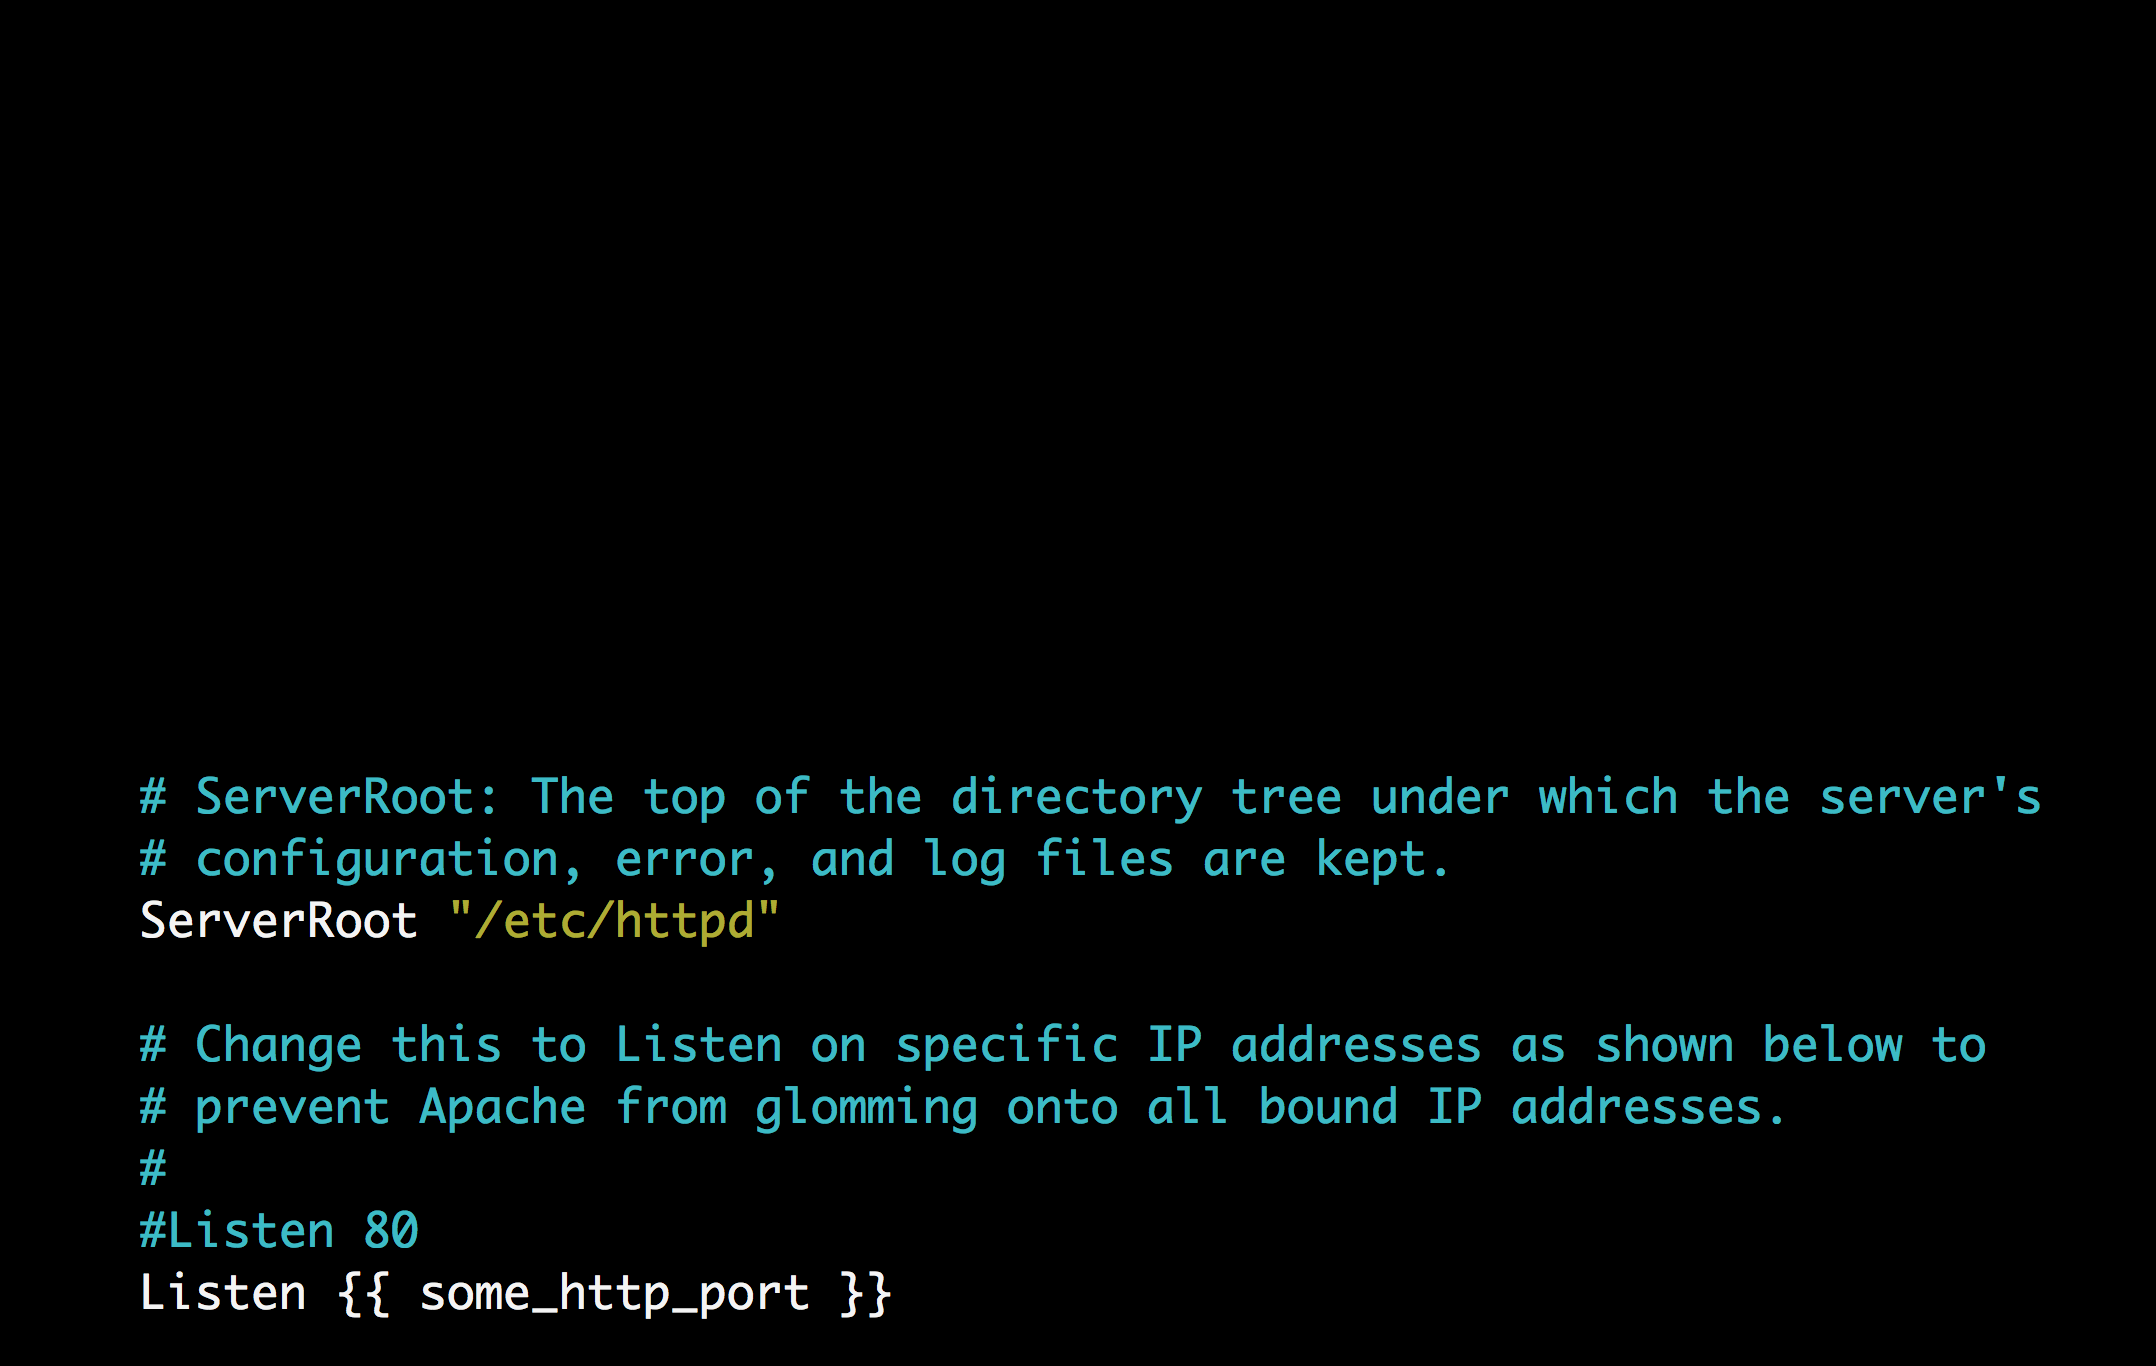 # ServerRoot: The top of the directory tree under which the server's
# configuration, error, and log files are kept.
ServerRoot "/etc/httpd"
# Change this to Listen on specific IP addresses as shown below to
# prevent Apache from glomming onto all bound IP addresses.
#
#Listen 80
Listen {{ some_http_port }}